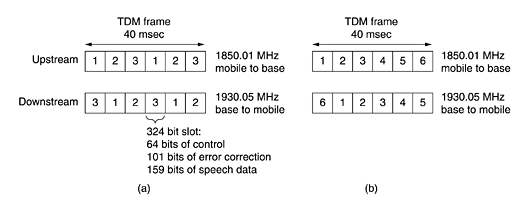 TDM frame
40 msec
Upstream 1 2 3 1 2 3 1850.01 MHz
mobile to base
Downstream 3 1 2 3 1 2 1930.05 MHz
base to mobile
324 bit slot:
64 bits of control
101 bits of error correction
159 bits of speech data
(a)
TDM frame
40 msec
1 2 3 4 5 6 1850.01 MHz
mobile to base
6 1 2 3 4 5 1930.05 MHz
base to mobile
(b)